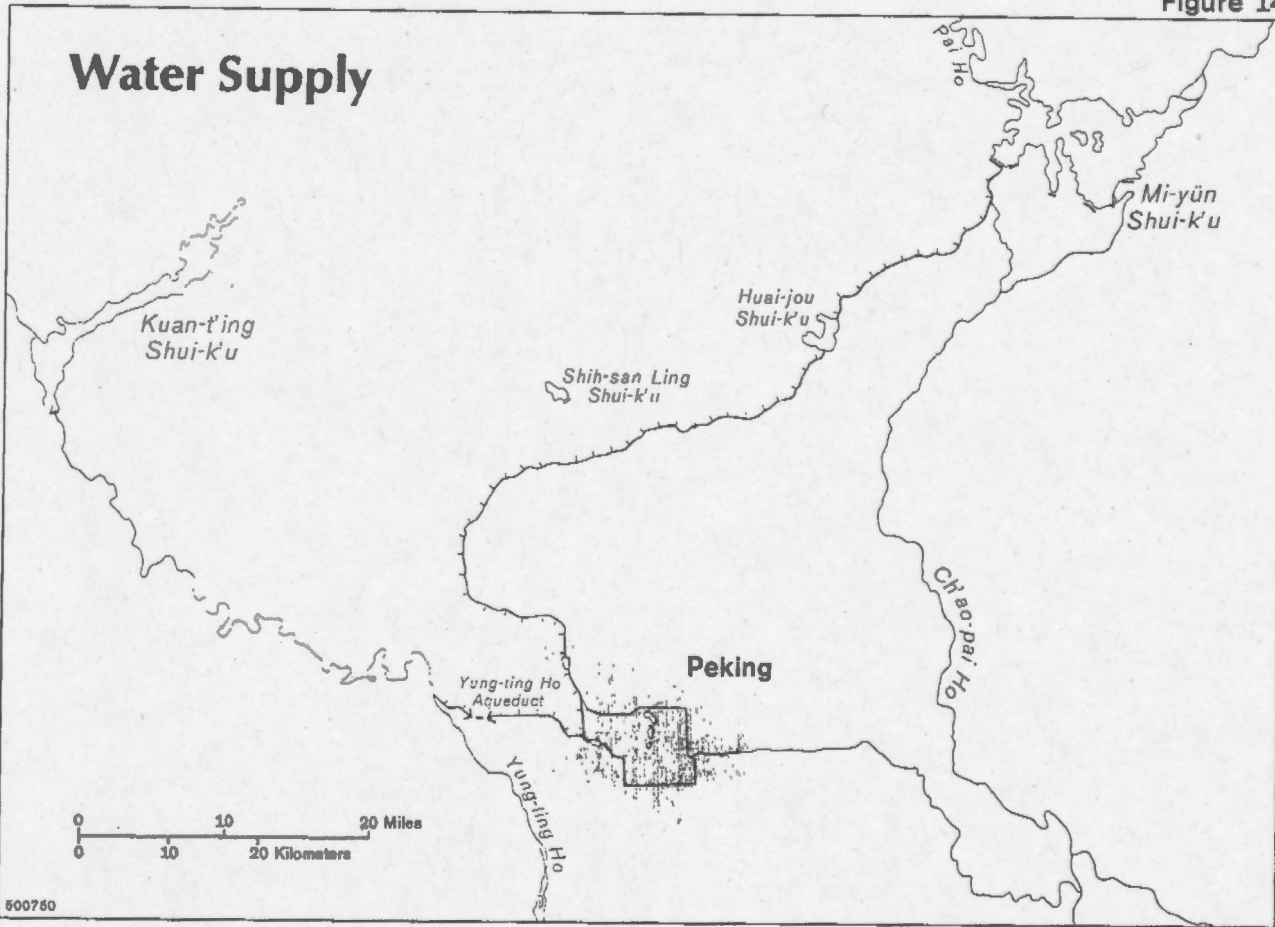 Figure 14
Water Supply
Pai Ho
Mi-yün
Shui-k'u
Huai-jou
Shui-k'u
Kuan-t'ing
Shui-k'u
Shih-san Ling
Shui-k'u
Ch'ao-pai Ho
Peking
Yung-ting Ho
Aqueduct
Yung-ting Ho
0 10 20 Miles
0 10 20 Kilometers
500750